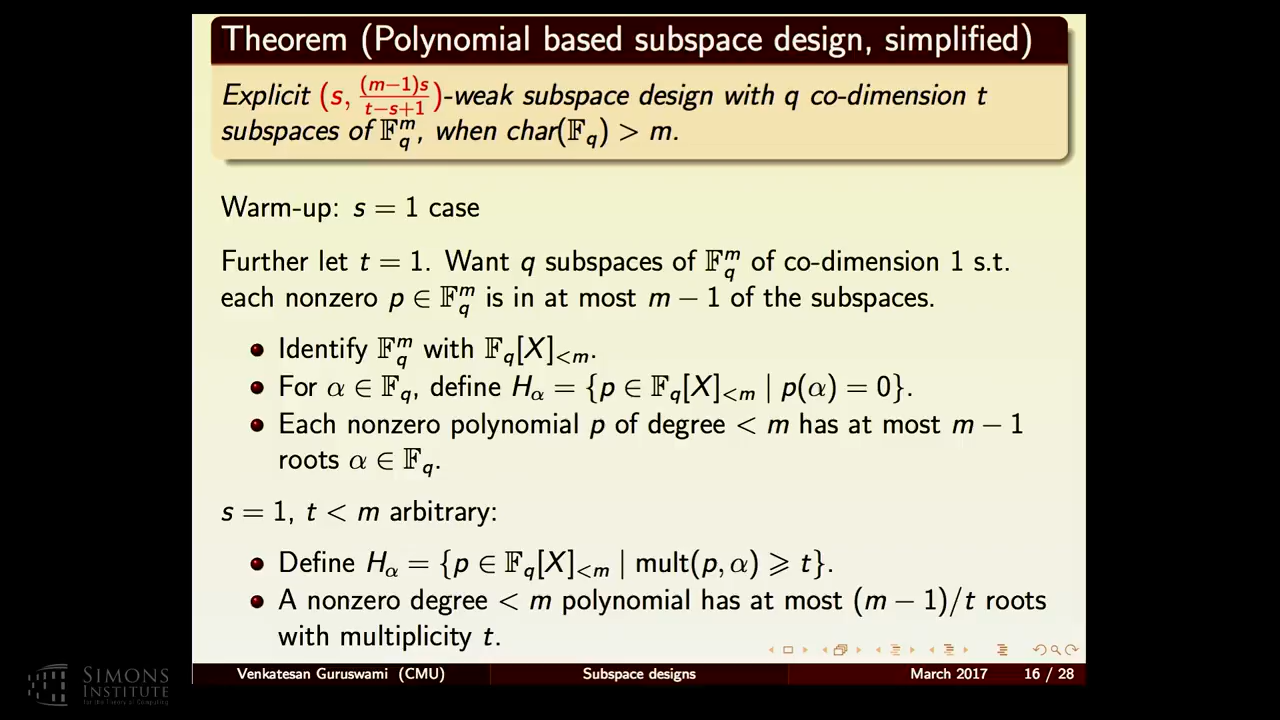 Theorem (Polynomial based subspace design, simplified)
Explicit (s, (m−1)s/(t−s+1))-weak subspace design with q co-dimension t
subspaces of 𝔽_q^m, when char(𝔽_q) > m.
Warm-up: s = 1 case
Further let t = 1. Want q subspaces of 𝔽_q^m of co-dimension 1 s.t.
each nonzero p ∈ 𝔽_q^m is in at most m − 1 of the subspaces.
Identify 𝔽_q^m with 𝔽_q[X]_{<m}.
For α ∈ 𝔽_q, define H_α = {p ∈ 𝔽_q[X]_{<m} | p(α) = 0}.
Each nonzero polynomial p of degree < m has at most m − 1
roots α ∈ 𝔽_q.
s = 1, t < m arbitrary:
Define H_α = {p ∈ 𝔽_q[X]_{<m} | mult(p, α) ⩾ t}.
A nonzero degree < m polynomial has at most (m − 1)/t roots
with multiplicity t.
Venkatesan Guruswami (CMU) Subspace designs March 2017 16 / 28
SIMONS
INSTITUTE
for the Theory of Computing